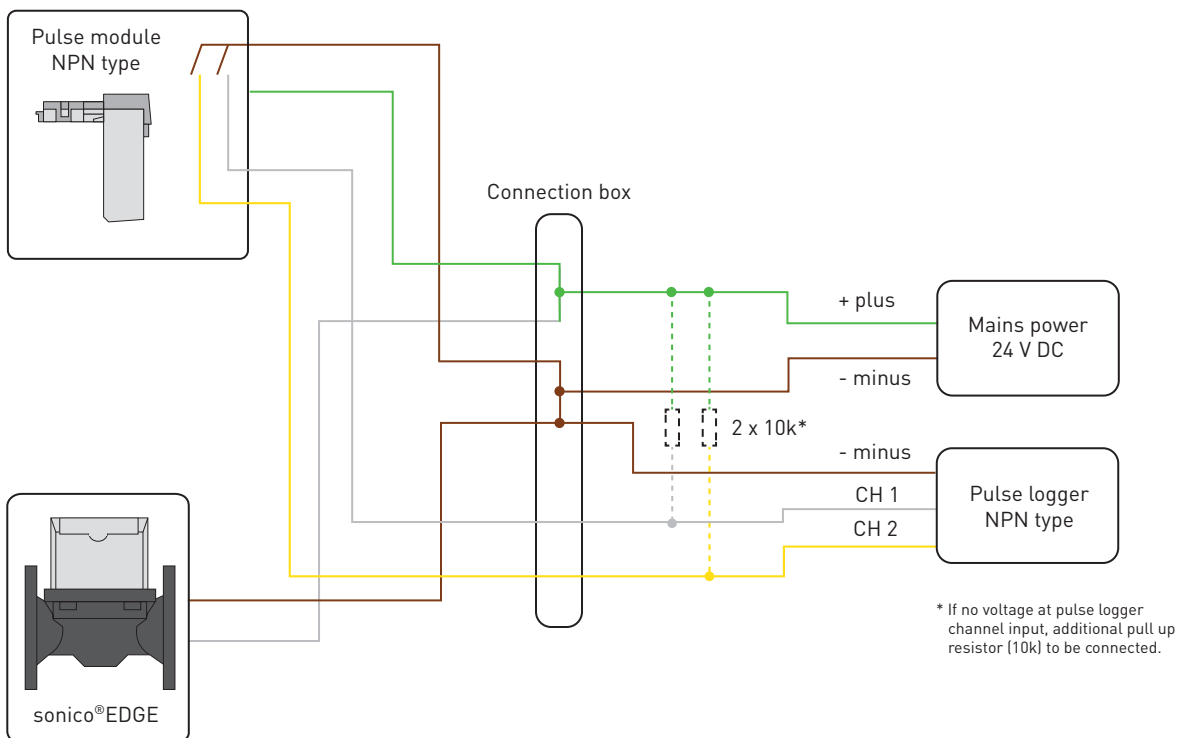 Pulse module
NPN type
Connection box
+ plus
Mains power
24 V DC
- minus
2 x 10k*
- minus
CH 1
Pulse logger
NPN type
CH 2
* If no voltage at pulse logger
channel input, additional pull up
resistor (10k) to be connected.
sonico®EDGE